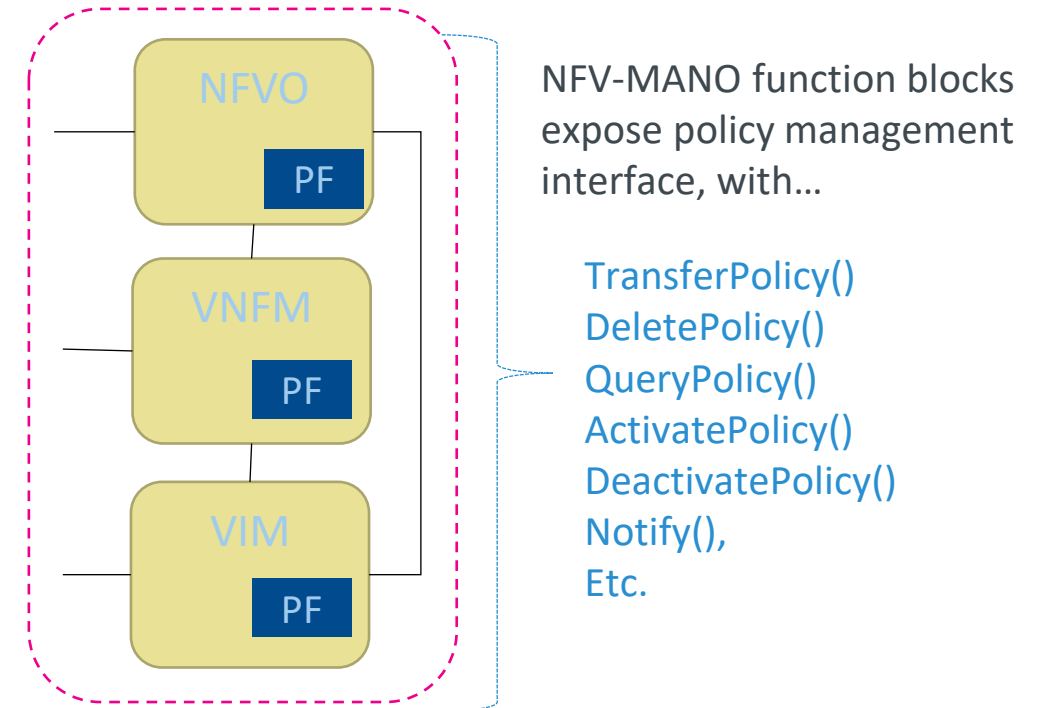 NFVO
PF
VNFM
PF
VIM
PF
NFV-MANO function blocks
expose policy management
interface, with…
TransferPolicy()
DeletePolicy()
QueryPolicy()
ActivatePolicy()
DeactivatePolicy()
Notify(),
Etc.